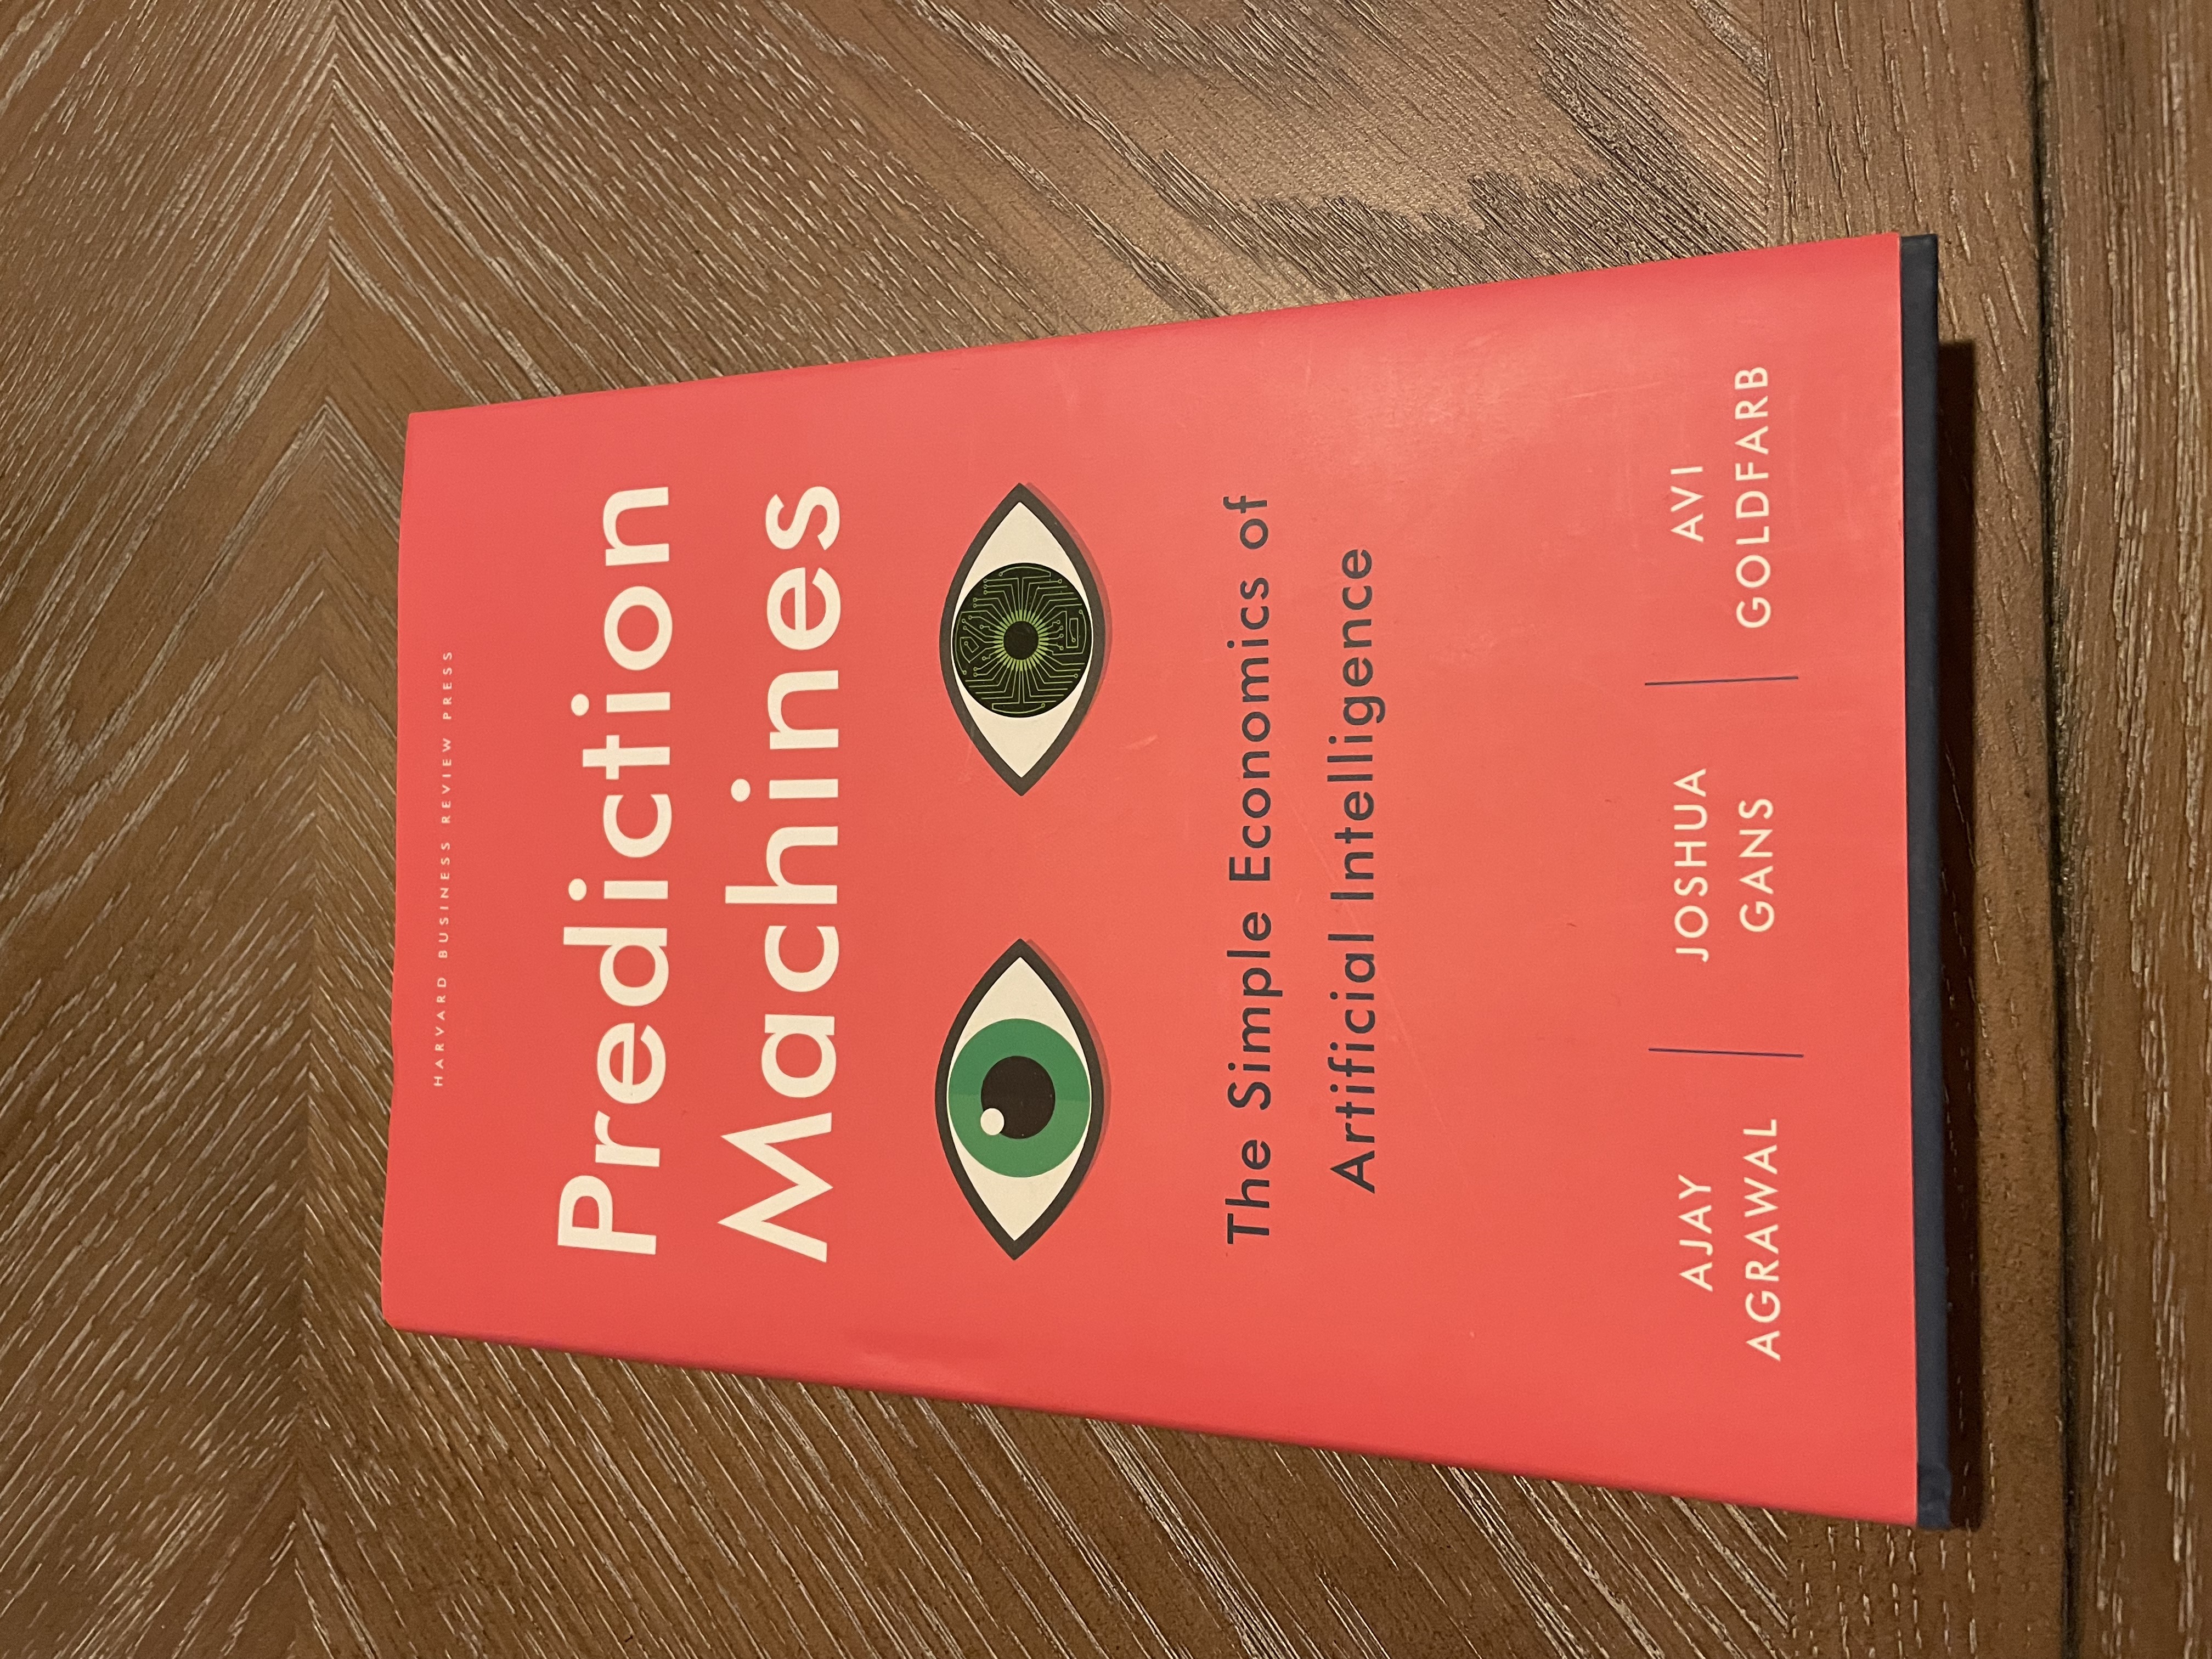 HARVARD BUSINESS REVIEW PRESS
Prediction
Machines
The Simple Economics of
Artificial Intelligence
AJAY
AGRAWAL
JOSHUA
GANS
AVI
GOLDFARB